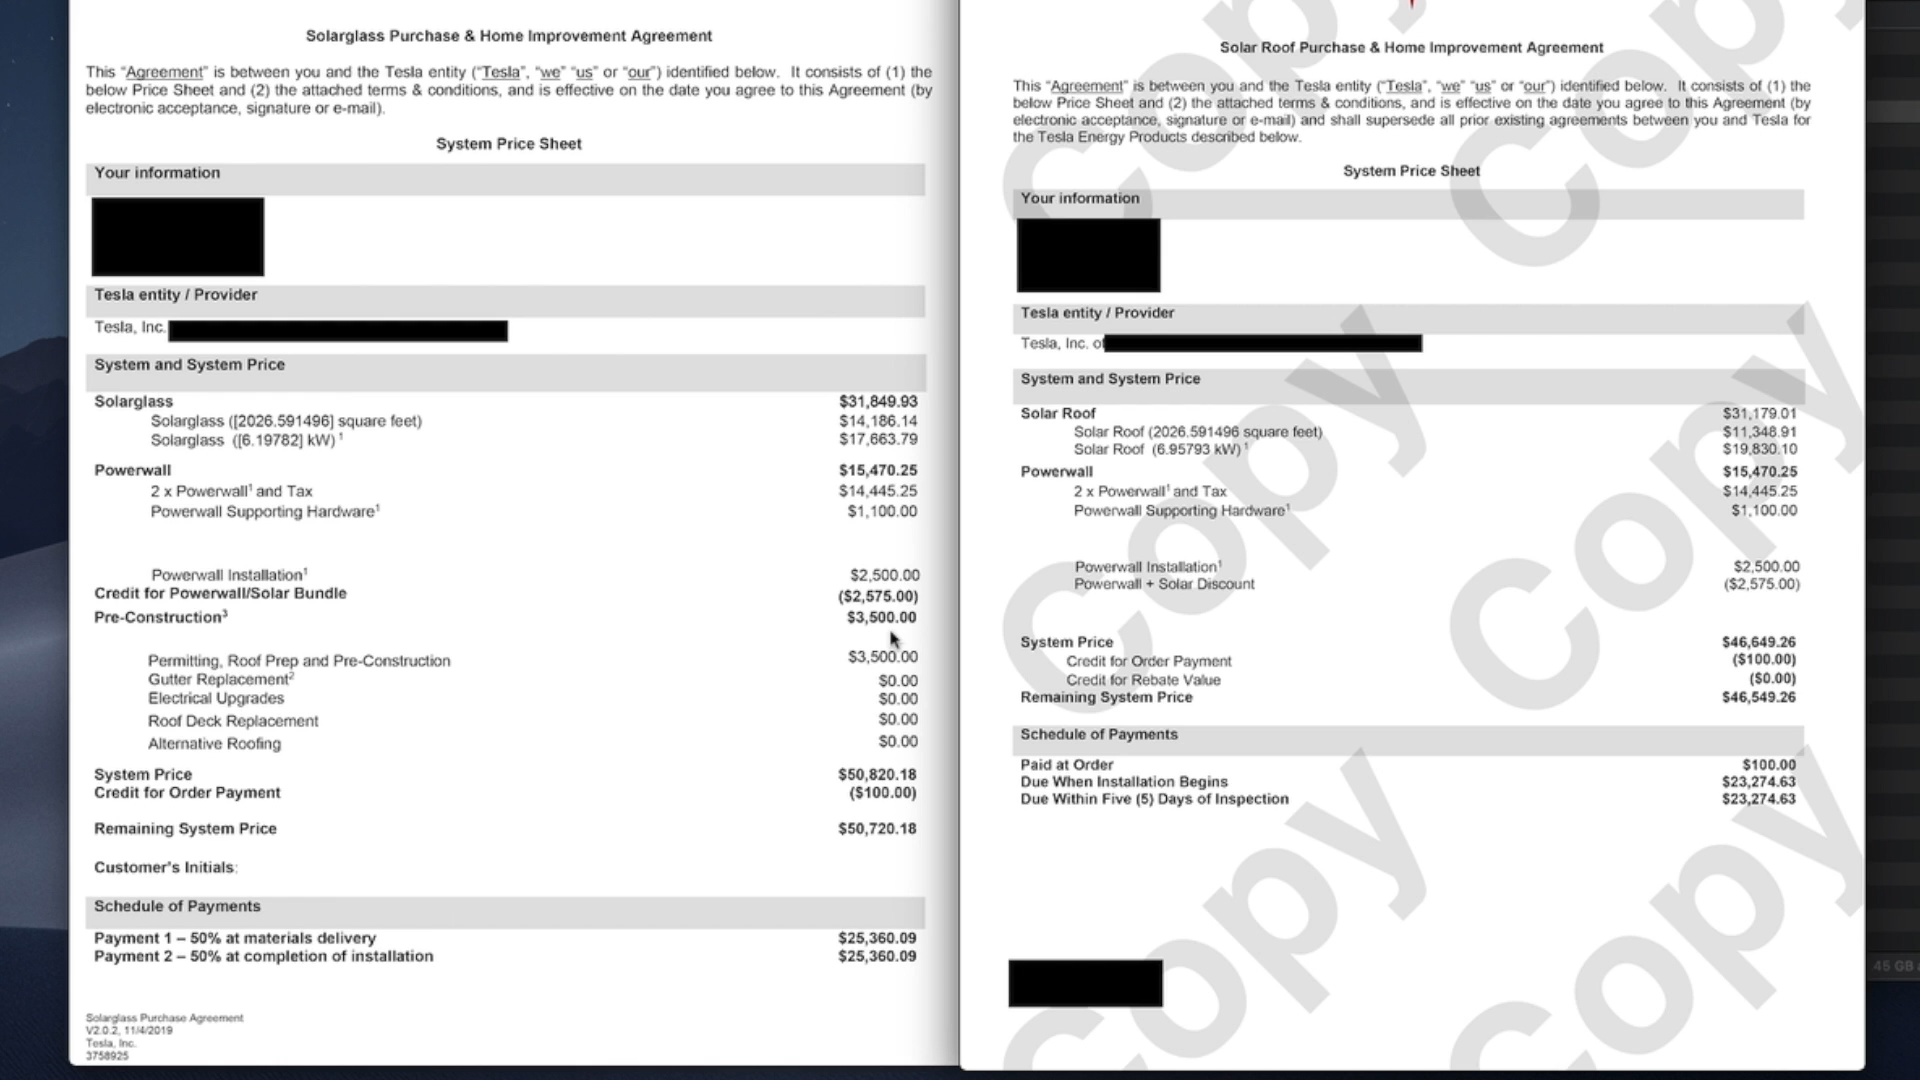 Solarglass Purchase & Home Improvement Agreement
This “Agreement” is between you and the Tesla entity (“Tesla”, “we” “us” or “our”) identified below. It consists of (1) the
below Price Sheet and (2) the attached terms & conditions, and is effective on the date you agree to this Agreement (by
electronic acceptance, signature or e-mail).
System Price Sheet
Your information
Tesla entity / Provider
Tesla, Inc.
System and System Price
Solarglass $31,849.93
Solarglass ([2026.591496] square feet) $14,186.14
Solarglass ([6.19782] kW) 1 $17,663.79
Powerwall $15,470.25
2 x Powerwall1 and Tax $14,445.25
Powerwall Supporting Hardware1 $1,100.00
Powerwall Installation1 $2,500.00
Credit for Powerwall/Solar Bundle ($2,575.00)
Pre-Construction3 $3,500.00
Permitting, Roof Prep and Pre-Construction $3,500.00
Gutter Replacement2 $0.00
Electrical Upgrades $0.00
Roof Deck Replacement $0.00
Alternative Roofing $0.00
System Price $50,820.18
Credit for Order Payment ($100.00)
Remaining System Price $50,720.18
Customer's Initials:
Schedule of Payments
Payment 1 – 50% at materials delivery $25,360.09
Payment 2 – 50% at completion of installation $25,360.09
Solarglass Purchase Agreement
V2.0.2, 11/4/2019
Tesla, Inc.
3758925
Solar Roof Purchase & Home Improvement Agreement
This “Agreement” is between you and the Tesla entity (“Tesla”, “we” “us” or “our”) identified below. It consists of (1) the
below Price Sheet and (2) the attached terms & conditions, and is effective on the date you agree to this Agreement (by
electronic acceptance, signature or e-mail) and shall supersede all prior existing agreements between you and Tesla for
the Tesla Energy Products described below.
System Price Sheet
Your information
Tesla entity / Provider
Tesla, Inc. of
System and System Price
Solar Roof $31,179.01
Solar Roof (2026.591496 square feet) $11,348.91
Solar Roof (6.95793 kW) 1 $19,830.10
Powerwall $15,470.25
2 x Powerwall1 and Tax $14,445.25
Powerwall Supporting Hardware1 $1,100.00
Powerwall Installation1 $2,500.00
Powerwall + Solar Discount ($2,575.00)
System Price $46,649.26
Credit for Order Payment ($100.00)
Credit for Rebate Value ($0.00)
Remaining System Price $46,549.26
Schedule of Payments
Paid at Order $100.00
Due When Installation Begins $23,274.63
Due Within Five (5) Days of Inspection $23,274.63
Copy
Copy
Copy
Copy
Copy
Copy
45 GB